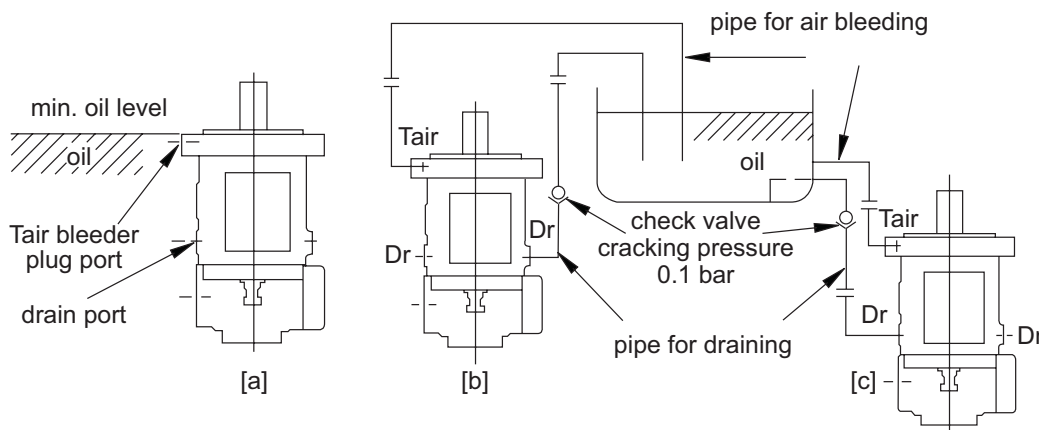 pipe for air bleeding
min. oil level
oil
Tair bleeder
plug port
drain port
[a]
Tair
Dr
Dr
[b]
oil
check valve
cracking pressure
0.1 bar
pipe for draining
Tair
Dr
Dr
[c]